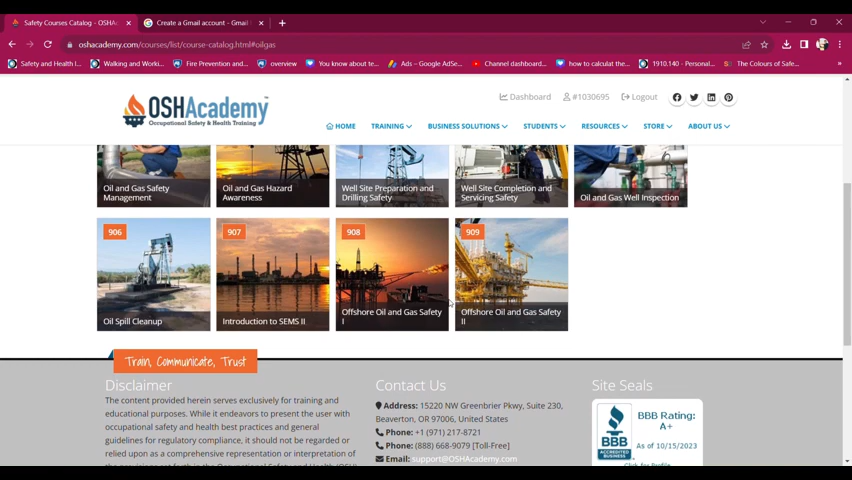 Safety Courses Catalog - OSHAc
Create a Gmail account - Gmail
oshacademy.com/courses/list/course-catalog.html#oilgas
Safety and Health I...
Walking and Workin...
Fire Prevention and...
overview
You know about te...
Ads – Google AdSe...
Channel dashboard...
how to calculat the...
1910.140 - Personal...
The Colours of Safe...
»
Dashboard
#1030695
Logout
OSHAcademy
Occupational Safety & Health Training
HOME
TRAINING
BUSINESS SOLUTIONS
STUDENTS
RESOURCES
STORE
ABOUT US
Oil and Gas Safety
Management
Oil and Gas Hazard
Awareness
Well Site Preparation and
Drilling Safety
Well Site Completion and
Servicing Safety
Oil and Gas Well Inspection
906
Oil Spill Cleanup
907
Introduction to SEMS II
908
Offshore Oil and Gas Safety
I
909
Offshore Oil and Gas Safety
II
Train, Communicate, Trust
Disclaimer
The content provided herein serves exclusively for training and
educational purposes. While it endeavors to present the user with
occupational safety and health best practices and general
guidelines for regulatory compliance, it should not be regarded or
relied upon as a comprehensive representation or interpretation of
Contact Us
Address: 15220 NW Greenbrier Pkwy, Suite 230,
Beaverton, OR 97006, United States
Phone: +1 (971) 217-8721
Phone: (888) 668-9079 [Toll-Free]
Email: support@OSHAcademy.com
Site Seals
BBB
ACCREDITED
BUSINESS
BBB Rating:
A+
As of 10/15/2023
Click for Profile